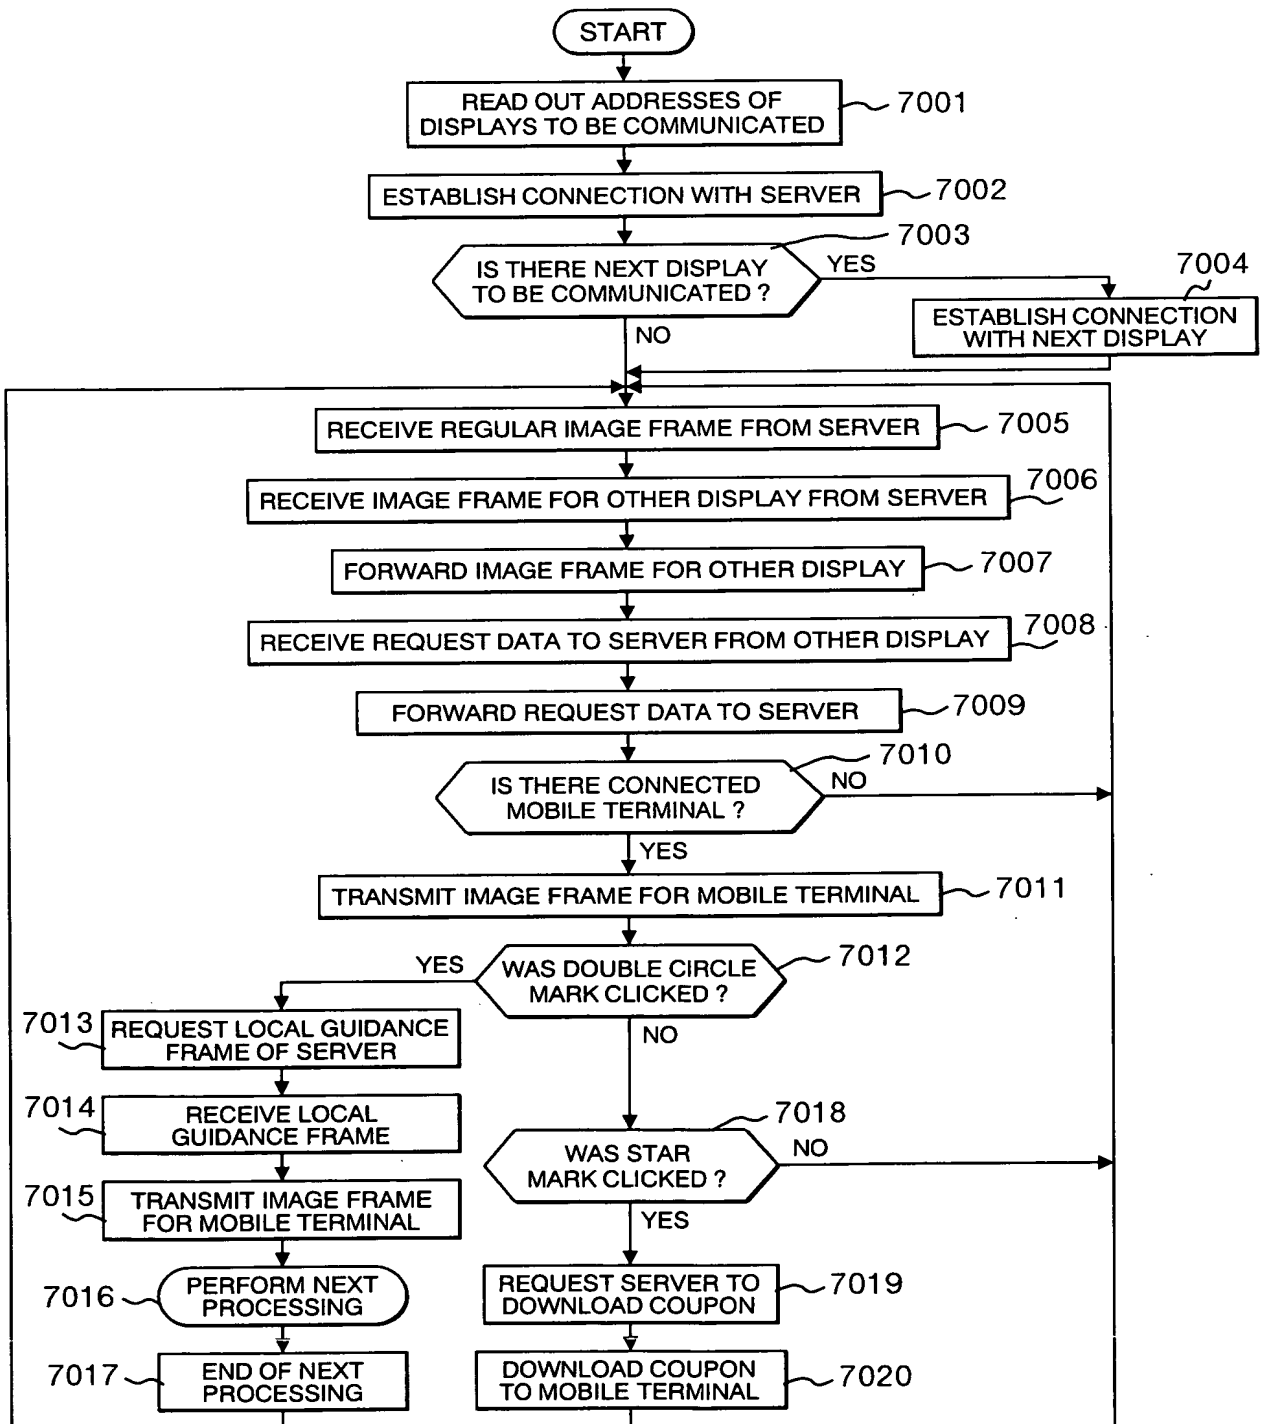 START
READ OUT ADDRESSES OF
DISPLAYS TO BE COMMUNICATED
7001
ESTABLISH CONNECTION WITH SERVER
7002
7003
IS THERE NEXT DISPLAY
TO BE COMMUNICATED ?
YES
7004
ESTABLISH CONNECTION
WITH NEXT DISPLAY
NO
RECEIVE REGULAR IMAGE FRAME FROM SERVER
7005
RECEIVE IMAGE FRAME FOR OTHER DISPLAY FROM SERVER
7006
FORWARD IMAGE FRAME FOR OTHER DISPLAY
7007
RECEIVE REQUEST DATA TO SERVER FROM OTHER DISPLAY
7008
FORWARD REQUEST DATA TO SERVER
7009
7010
IS THERE CONNECTED
MOBILE TERMINAL ?
NO
YES
TRANSMIT IMAGE FRAME FOR MOBILE TERMINAL
7011
YES
WAS DOUBLE CIRCLE
MARK CLICKED ?
7012
NO
7013
REQUEST LOCAL GUIDANCE
FRAME OF SERVER
7014
RECEIVE LOCAL
GUIDANCE FRAME
7018
WAS STAR
MARK CLICKED ?
NO
7015
TRANSMIT IMAGE FRAME
FOR MOBILE TERMINAL
YES
7016
PERFORM NEXT
PROCESSING
REQUEST SERVER TO
DOWNLOAD COUPON
7019
7017
END OF NEXT
PROCESSING
DOWNLOAD COUPON
TO MOBILE TERMINAL
7020